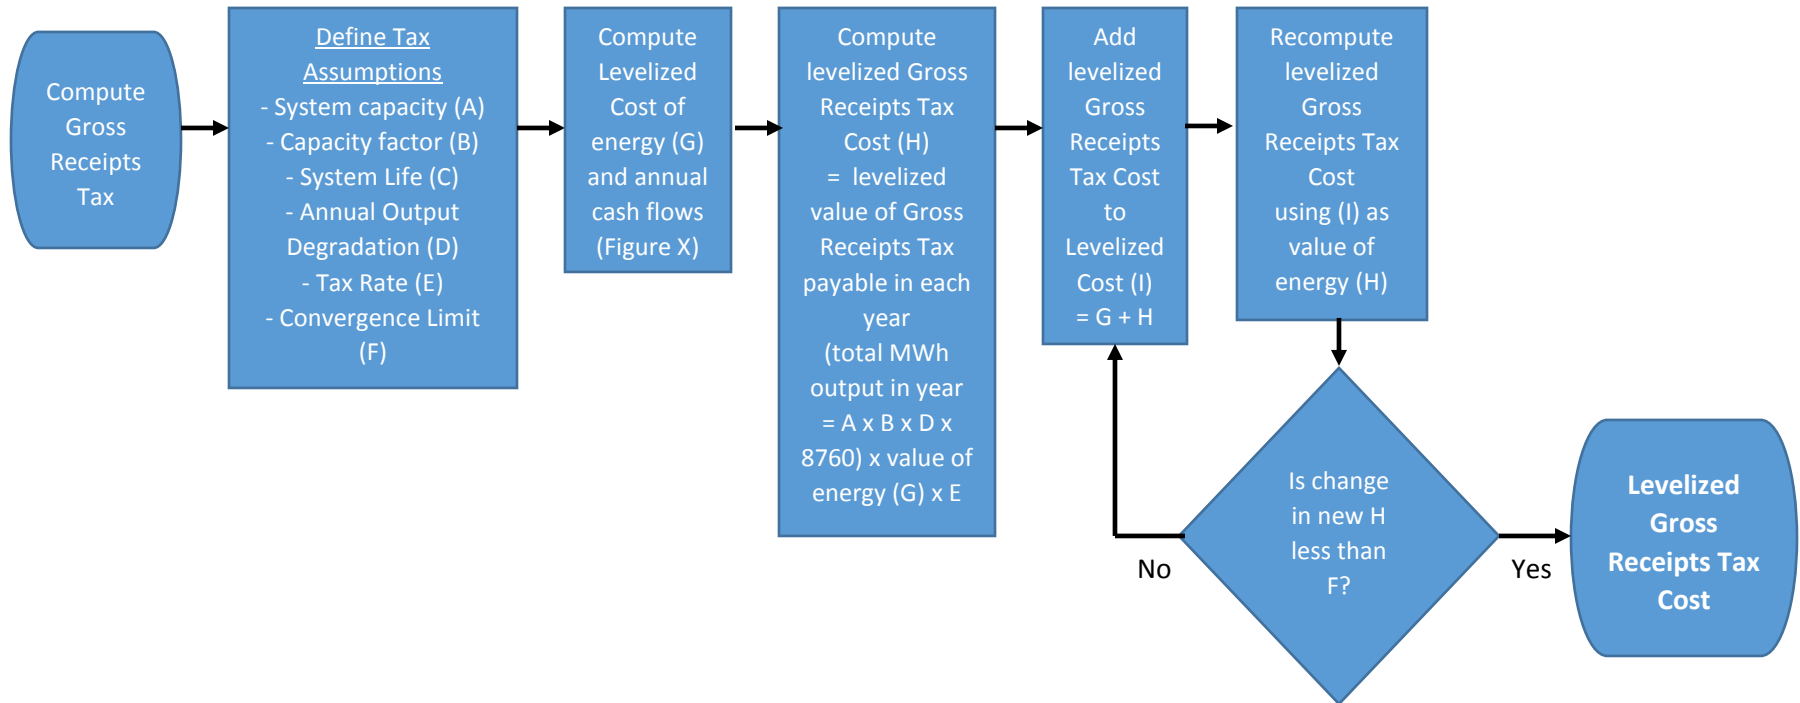 Compute
Gross
Receipts
Tax
Define Tax
Assumptions
- System capacity (A)
- Capacity factor (B)
- System Life (C)
- Annual Output
Degradation (D)
- Tax Rate (E)
- Convergence Limit
(F)
Compute
Levelized
Cost of
energy (G)
and annual
cash flows
(Figure X)
Compute
levelized Gross
Receipts Tax
Cost (H)
= levelized
value of Gross
Receipts Tax
payable in each
year
(total MWh
output in year
= A x B x D x
8760) x value of
energy (G) x E
Add
levelized
Gross
Receipts
Tax Cost
to
Levelized
Cost (I)
= G + H
Recompute
levelized
Gross
Receipts Tax
Cost
using (I) as
value of
energy (H)
Is change
in new H
less than
F?
No
Yes
Levelized
Gross
Receipts Tax
Cost